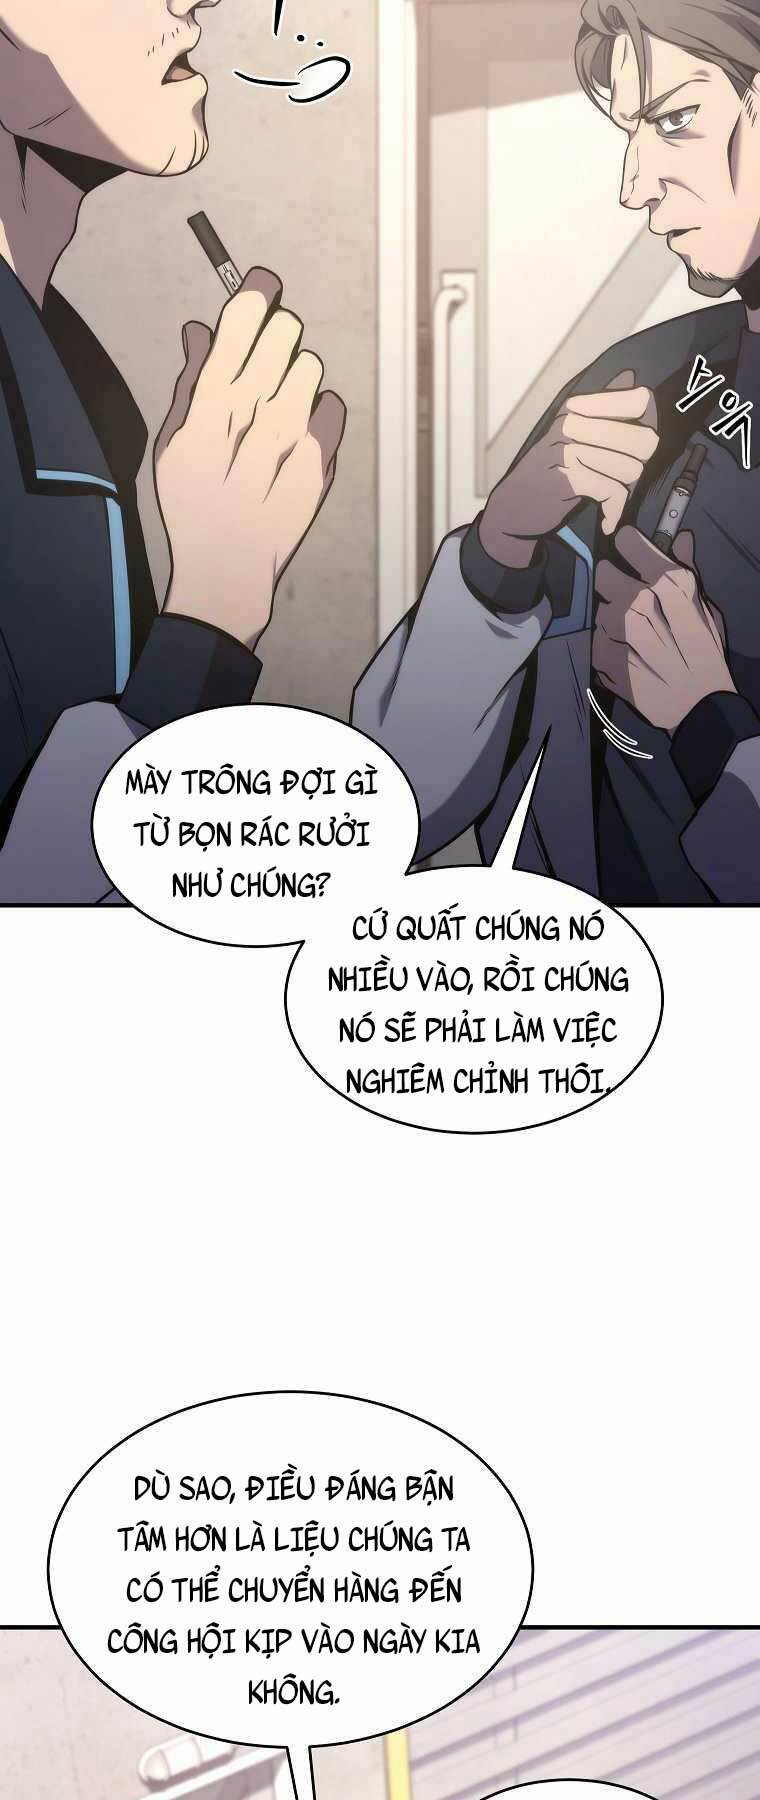 스윽
MÀY TRÔNG ĐỢI GÌ
TỪ BỌN RÁC RƯỞI
NHƯ CHÚNG?
CỨ QUẤT CHÚNG NÓ
NHIỀU VÀO, RỒI CHÚNG
NÓ SẼ PHẢI LÀM VIỆC
NGHIÊM CHỈNH THÔI.
DÙ SAO, ĐIỀU ĐÁNG BẬN
TÂM HƠN LÀ LIỆU CHÚNG TA
CÓ THỂ CHUYỂN HÀNG ĐẾN
CÔNG HỘI KỊP VÀO NGÀY KIA
KHÔNG.